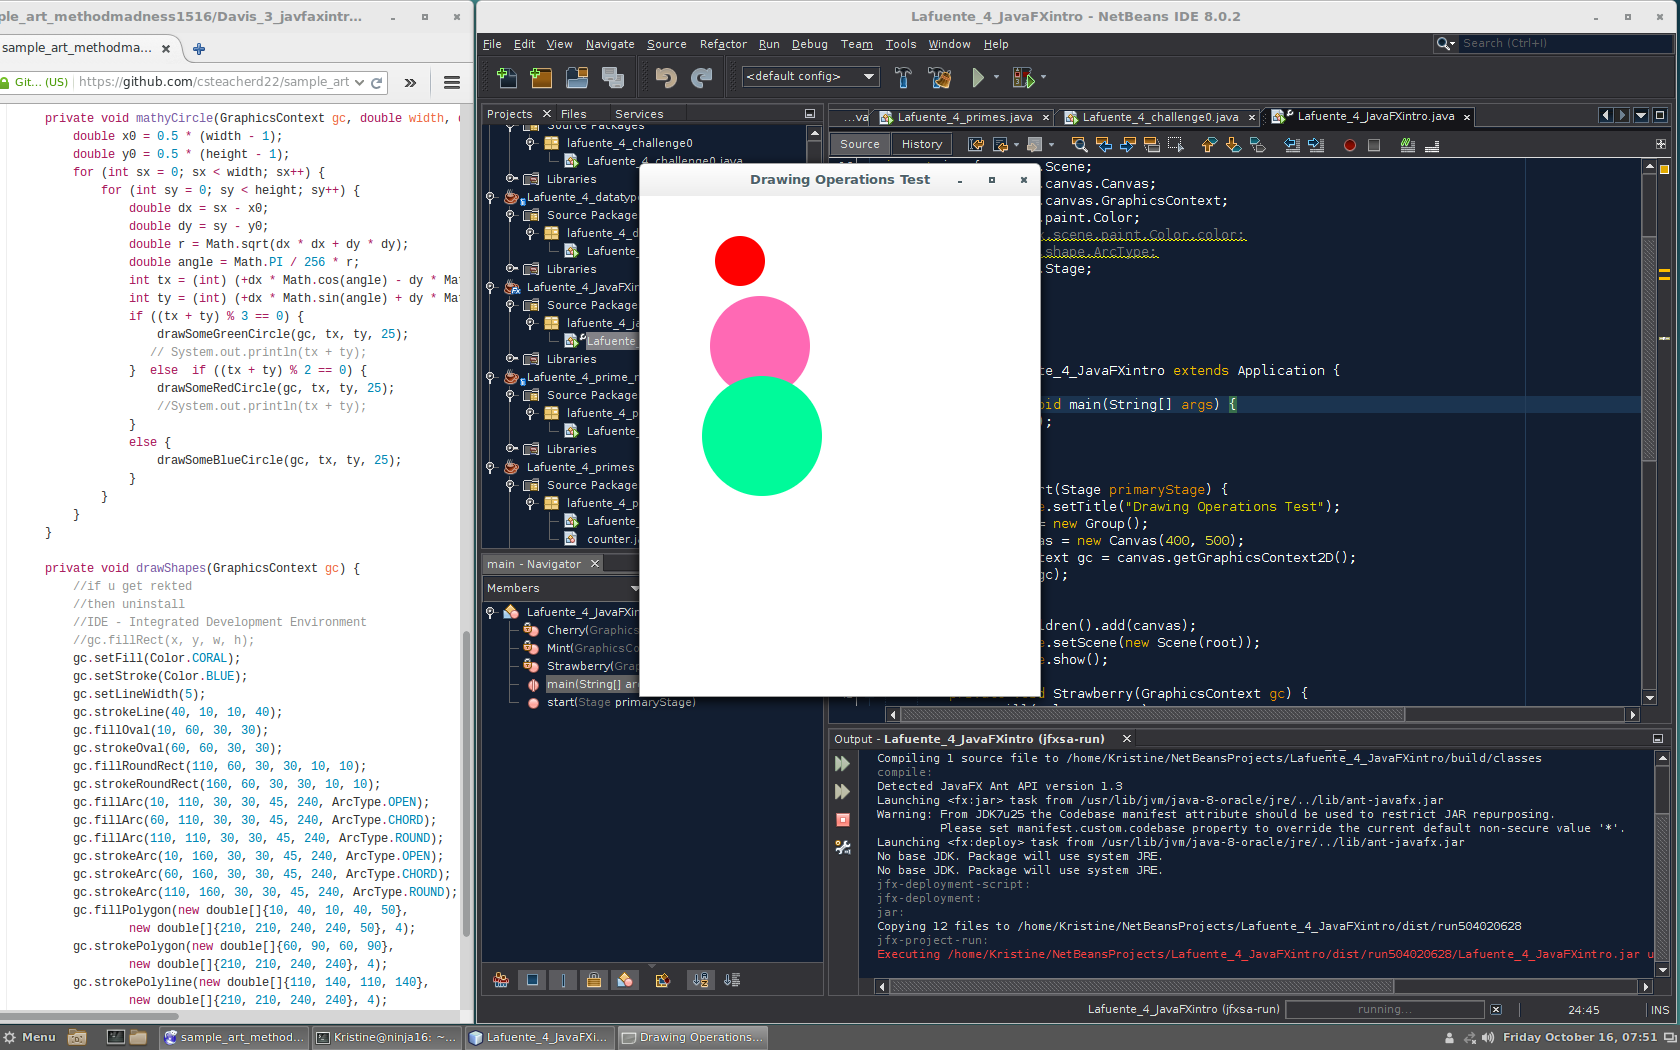 ple_art_methodmadness1516/Davis_3_javfaxintr...
sample_art_methodma...
Git... (US) https://github.com/csteacherd22/sample_art
private void mathyCircle(GraphicsContext gc, double width,
double x0 = 0.5 * (width - 1);
double y0 = 0.5 * (height - 1);
for (int sx = 0; sx < width; sx++) {
for (int sy = 0; sy < height; sy++) {
double dx = sx - x0;
double dy = sy - y0;
double r = Math.sqrt(dx * dx + dy * dy);
double angle = Math.PI / 256 * r;
int tx = (int) (+dx * Math.cos(angle) - dy * Ma
int ty = (int) (+dx * Math.sin(angle) + dy * Ma
if ((tx + ty) % 3 == 0) {
drawSomeGreenCircle(gc, tx, ty, 25);
// System.out.println(tx + ty);
} else if ((tx + ty) % 2 == 0) {
drawSomeRedCircle(gc, tx, ty, 25);
//System.out.println(tx + ty);
}
else {
drawSomeBlueCircle(gc, tx, ty, 25);
}
}
}
}
private void drawShapes(GraphicsContext gc) {
//if u get rekted
//then uninstall
//IDE - Integrated Development Environment
//gc.fillRect(x, y, w, h);
gc.setFill(Color.CORAL);
gc.setStroke(Color.BLUE);
gc.setLineWidth(5);
gc.strokeLine(40, 10, 10, 40);
gc.fillOval(10, 60, 30, 30);
gc.strokeOval(60, 60, 30, 30);
gc.fillRoundRect(110, 60, 30, 30, 10, 10);
gc.strokeRoundRect(160, 60, 30, 30, 10, 10);
gc.fillArc(10, 110, 30, 30, 45, 240, ArcType.OPEN);
gc.fillArc(60, 110, 30, 30, 45, 240, ArcType.CHORD);
gc.fillArc(110, 110, 30, 30, 45, 240, ArcType.ROUND);
gc.strokeArc(10, 160, 30, 30, 45, 240, ArcType.OPEN);
gc.strokeArc(60, 160, 30, 30, 45, 240, ArcType.CHORD);
gc.strokeArc(110, 160, 30, 30, 45, 240, ArcType.ROUND);
gc.fillPolygon(new double[]{10, 40, 10, 40, 50},
new double[]{210, 210, 240, 240, 50}, 4);
gc.strokePolygon(new double[]{60, 90, 60, 90},
new double[]{210, 210, 240, 240}, 4);
gc.strokePolyline(new double[]{110, 140, 110, 140},
new double[]{210, 210, 240, 240}, 4);
Lafuente_4_JavaFXintro - NetBeans IDE 8.0.2
File Edit View Navigate Source Refactor Run Debug Team Tools Window Help
Search (Ctrl+I)
<default config>
Projects Files Services
Source Packages
lafuente_4_challenge0
Lafuente_4_challenge0.java
Libraries
Lafuente_4_datatyp
Source Package
lafuente_4_d
Lafuente_
Libraries
Lafuente_4_JavaFXin
Source Package
lafuente_4_ja
Lafuente_
Libraries
Lafuente_4_prime_n
Source Package
lafuente_4_p
Lafuente_
Libraries
Lafuente_4_primes
Source Package
lafuente_4_p
Lafuente_
counter.j
main - Navigator
Members
Lafuente_4_JavaFXin
Cherry(Graphics
Mint(GraphicsCo
Strawberry(Grap
main(String[] ar
start(Stage primaryStage)
Drawing Operations Test
...va Lafuente_4_primes.java Lafuente_4_challenge0.java Lafuente_4_JavaFXintro.java
Source History
.Scene;
.canvas.Canvas;
.canvas.GraphicsContext;
.paint.Color;
.scene.paint.Color.color;
.shape.ArcType;
.Stage;
te_4_JavaFXintro extends Application {
oid main(String[] args) {
);
rt(Stage primaryStage) {
e.setTitle("Drawing Operations Test");
= new Group();
as = new Canvas(400, 500);
text gc = canvas.getGraphicsContext2D();
gc);
ldren().add(canvas);
e.setScene(new Scene(root));
e.show();
Strawberry(GraphicsContext gc) {
Output - Lafuente_4_JavaFXintro (jfxsa-run)
Compiling 1 source file to /home/Kristine/NetBeansProjects/Lafuente_4_JavaFXintro/build/classes
compile:
Detected JavaFX Ant API version 1.3
Launching <fx:jar> task from /usr/lib/jvm/java-8-oracle/jre/../lib/ant-javafx.jar
Warning: From JDK7u25 the Codebase manifest attribute should be used to restrict JAR repurposing.
Please set manifest.custom.codebase property to override the current default non-secure value '*'.
Launching <fx:deploy> task from /usr/lib/jvm/java-8-oracle/jre/../lib/ant-javafx.jar
No base JDK. Package will use system JRE.
No base JDK. Package will use system JRE.
jfx-deployment-script:
jfx-deployment:
jar:
Copying 12 files to /home/Kristine/NetBeansProjects/Lafuente_4_JavaFXintro/dist/run504020628
jfx-project-run:
Executing /home/Kristine/NetBeansProjects/Lafuente_4_JavaFXintro/dist/run504020628/Lafuente_4_JavaFXintro.jar u
Lafuente_4_JavaFXintro (jfxsa-run) running... 24:45 INS
Menu sample_art_method... Kristine@ninja16: ~... Lafuente_4_JavaFXi... Drawing Operations... Friday October 16, 07:51